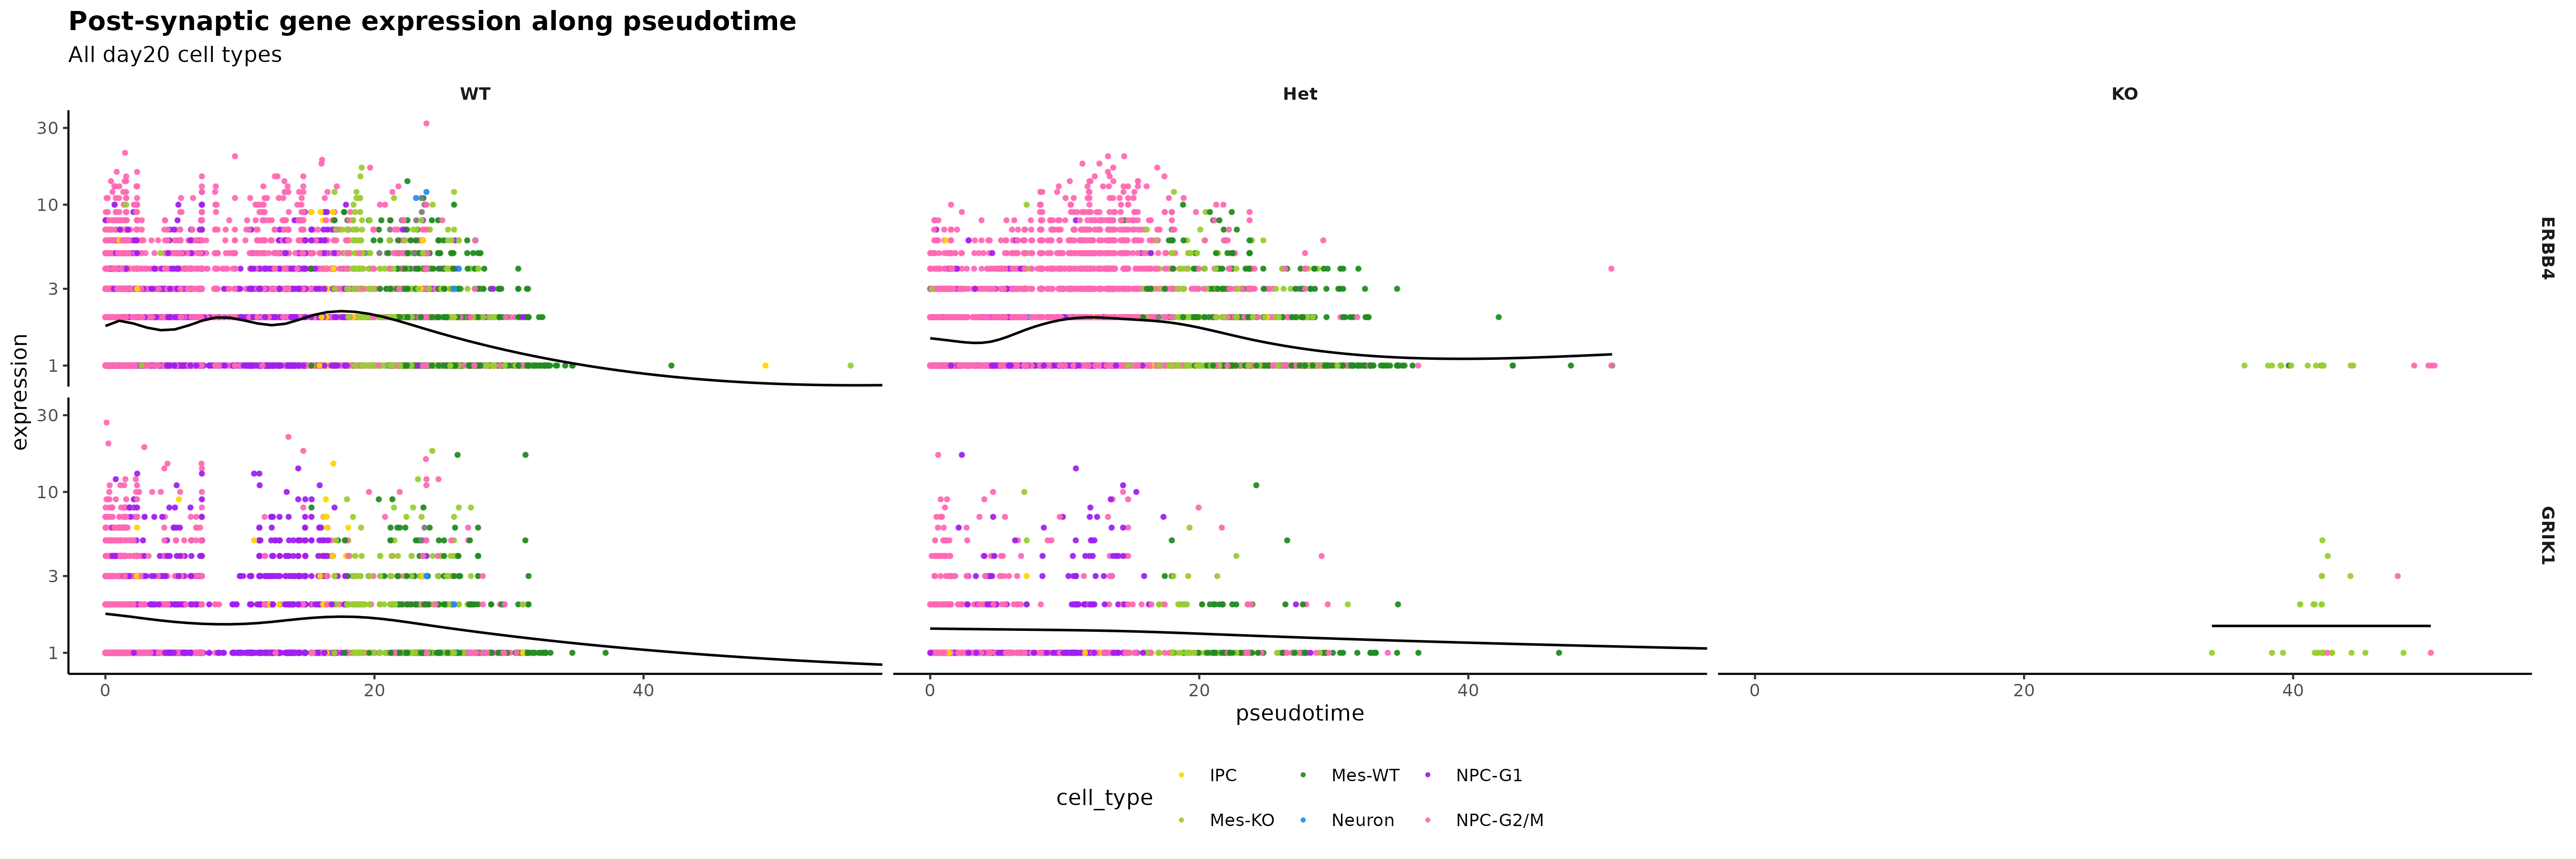 Post-synaptic gene expression along pseudotime
All day20 cell types
WT Het KO
30
10
3
1
ERBB4
expression
30
10
3
1
GRIK1
0 20 40 0 20 40 0 20 40
pseudotime
cell_type
IPC Mes-WT NPC-G1
Mes-KO Neuron NPC-G2/M